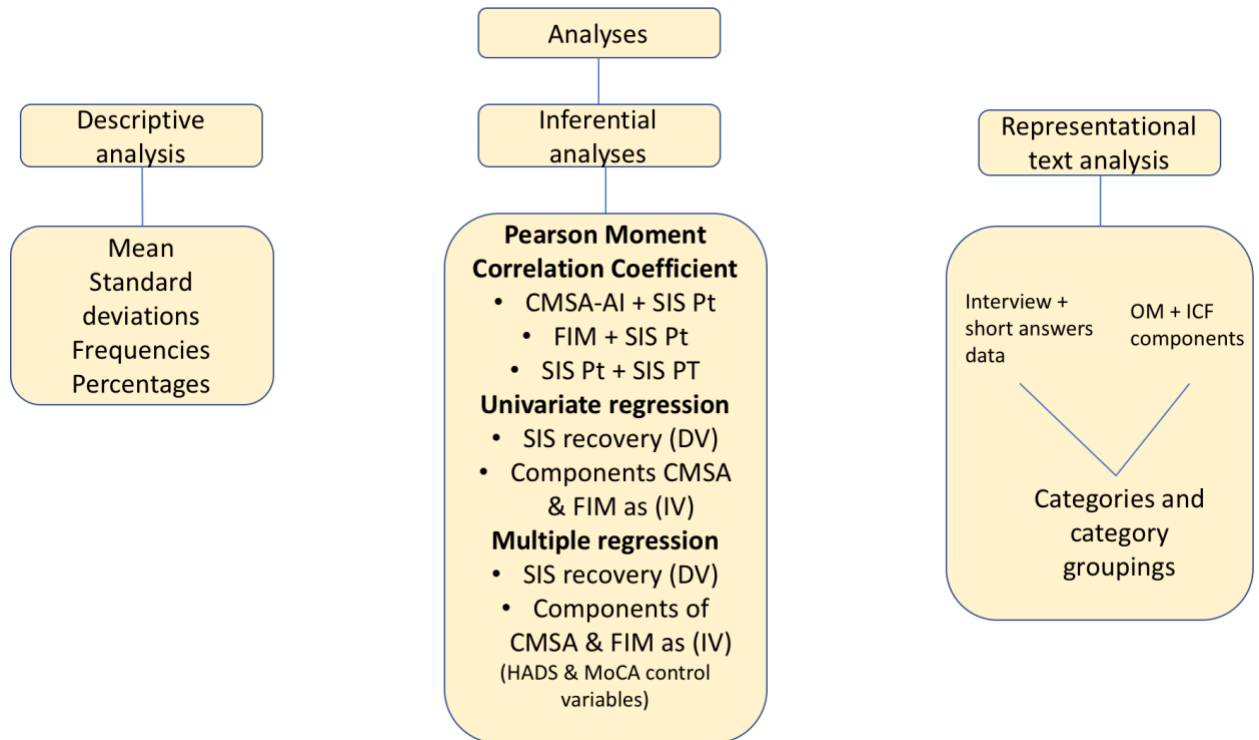 Analyses
Descriptive
analysis
Mean
Standard
deviations
Frequencies
Percentages
Inferential
analyses
Pearson Moment
Correlation Coefficient
• CMSA-AI + SIS Pt
• FIM + SIS Pt
• SIS Pt + SIS PT
Univariate regression
• SIS recovery (DV)
• Components CMSA
& FIM as (IV)
Multiple regression
• SIS recovery (DV)
• Components of
CMSA & FIM as (IV)
(HADS & MoCA control
variables)
Representational
text analysis
Interview +
short answers
data
OM + ICF
components
Categories and
category
groupings